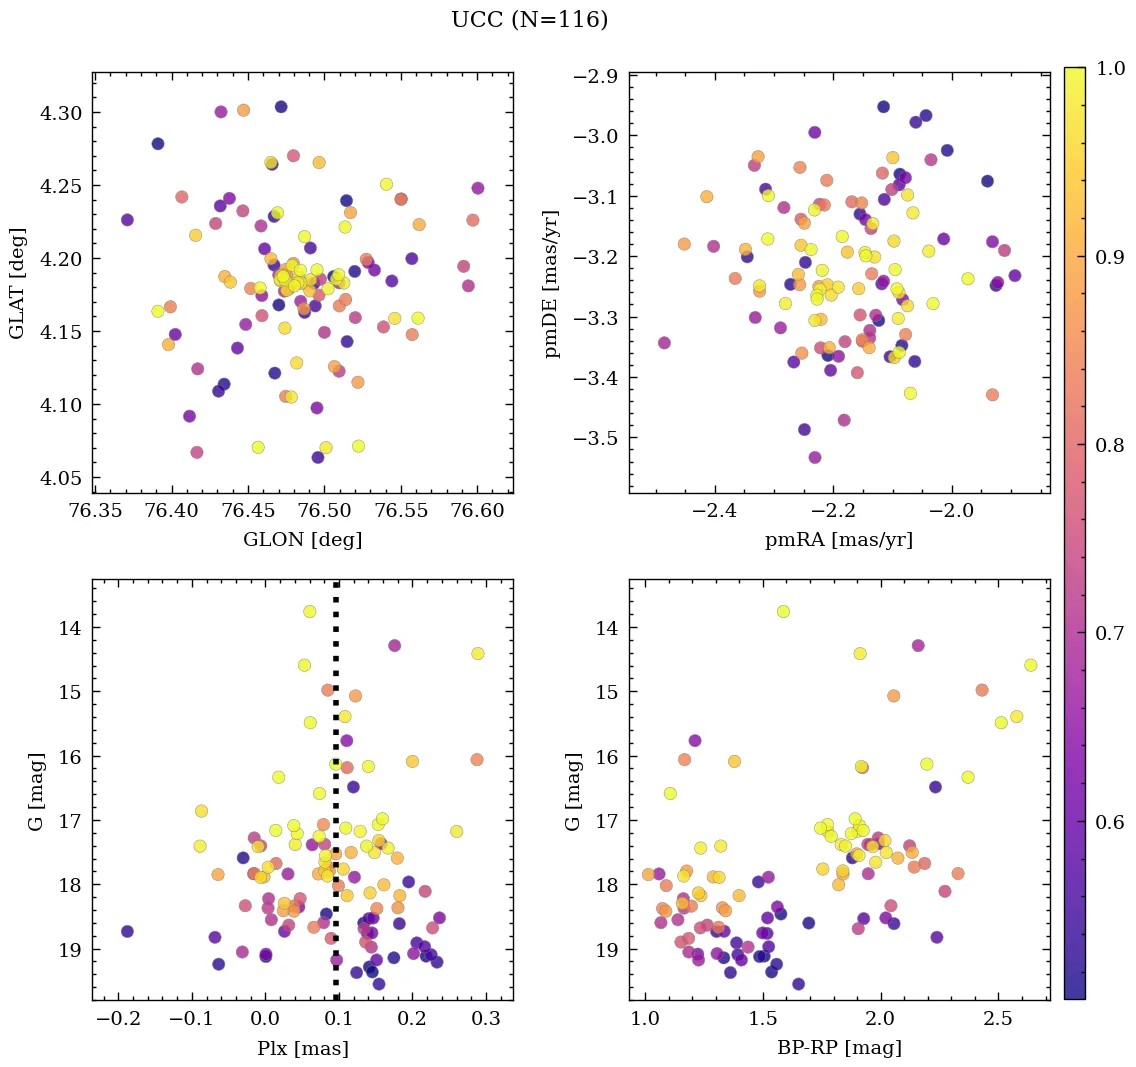 UCC (N=116)
4.30
4.25
4.20
4.15
4.10
4.05
GLAT [deg]
76.35 76.40 76.45 76.50 76.55 76.60
GLON [deg]
−2.9
−3.0
−3.1
−3.2
−3.3
−3.4
−3.5
pmDE [mas/yr]
−2.4 −2.2 −2.0
pmRA [mas/yr]
1.0
0.9
0.8
0.7
0.6
14
15
16
17
18
19
G [mag]
−0.2 −0.1 0.0 0.1 0.2 0.3
Plx [mas]
14
15
16
17
18
19
G [mag]
1.0 1.5 2.0 2.5
BP-RP [mag]